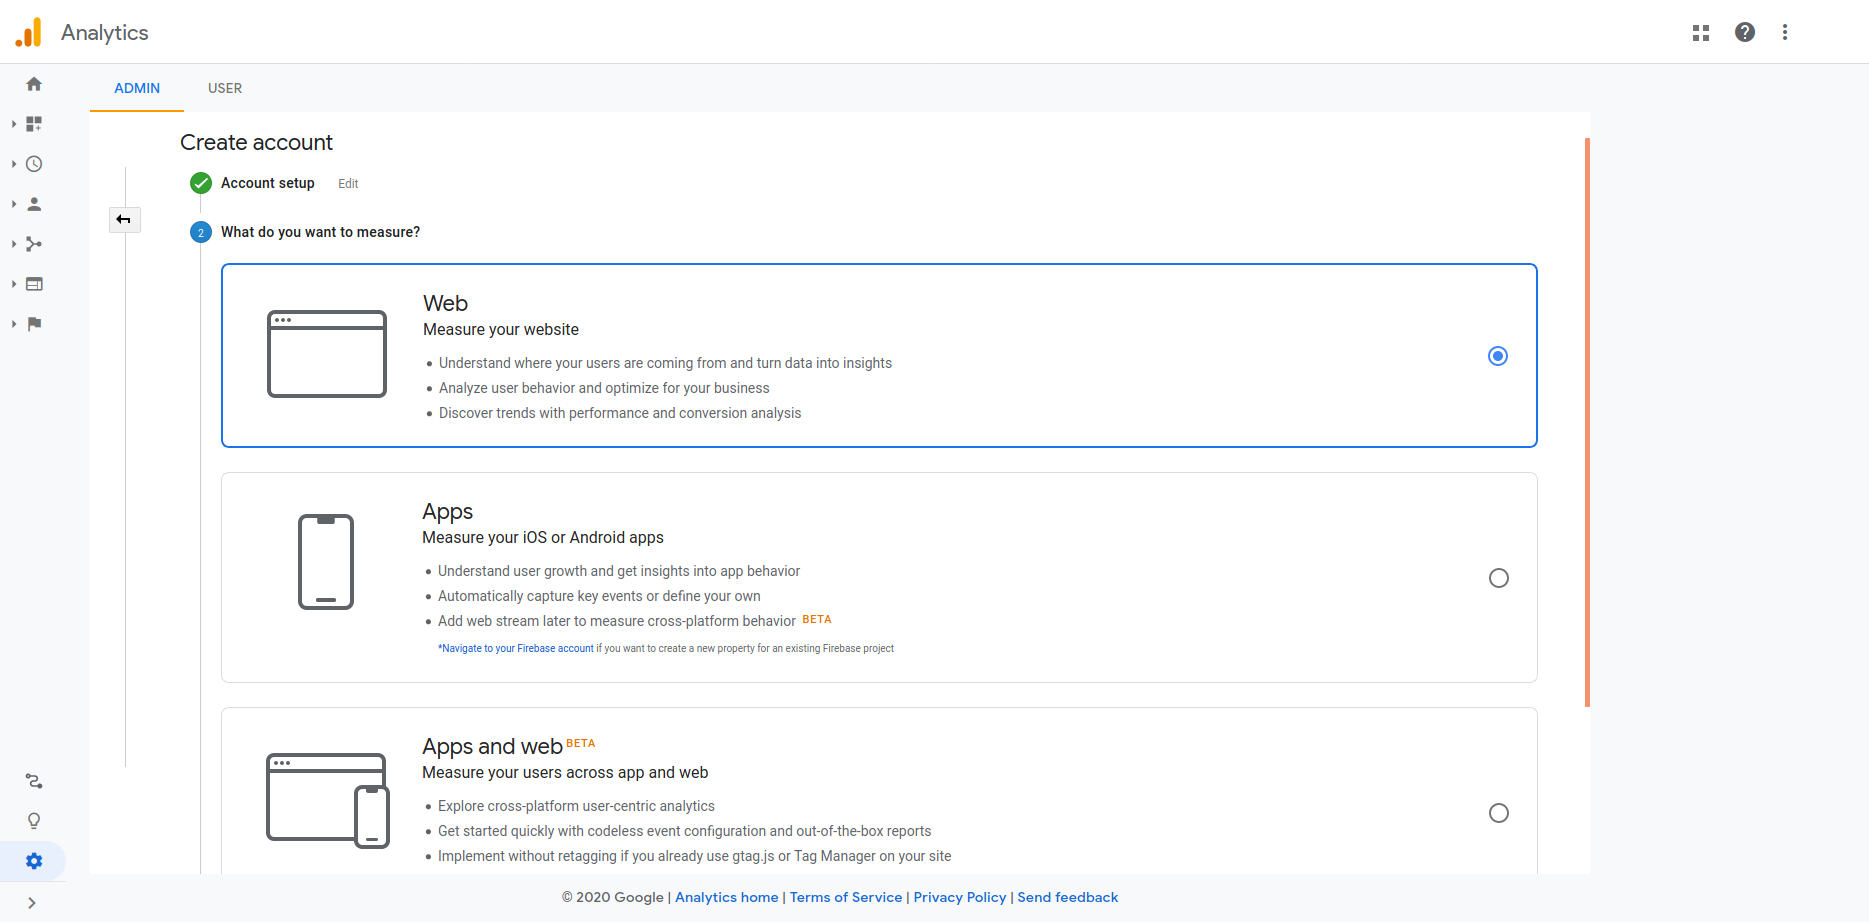 Analytics
ADMIN USER
Create account
Account setup Edit
2 What do you want to measure?
Web
Measure your website
• Understand where your users are coming from and turn data into insights
• Analyze user behavior and optimize for your business
• Discover trends with performance and conversion analysis
Apps
Measure your iOS or Android apps
• Understand user growth and get insights into app behavior
• Automatically capture key events or define your own
• Add web stream later to measure cross-platform behavior BETA
*Navigate to your Firebase account if you want to create a new property for an existing Firebase project
Apps and web BETA
Measure your users across app and web
• Explore cross-platform user-centric analytics
• Get started quickly with codeless event configuration and out-of-the-box reports
• Implement without retagging if you already use gtag.js or Tag Manager on your site
© 2020 Google | Analytics home | Terms of Service | Privacy Policy | Send feedback